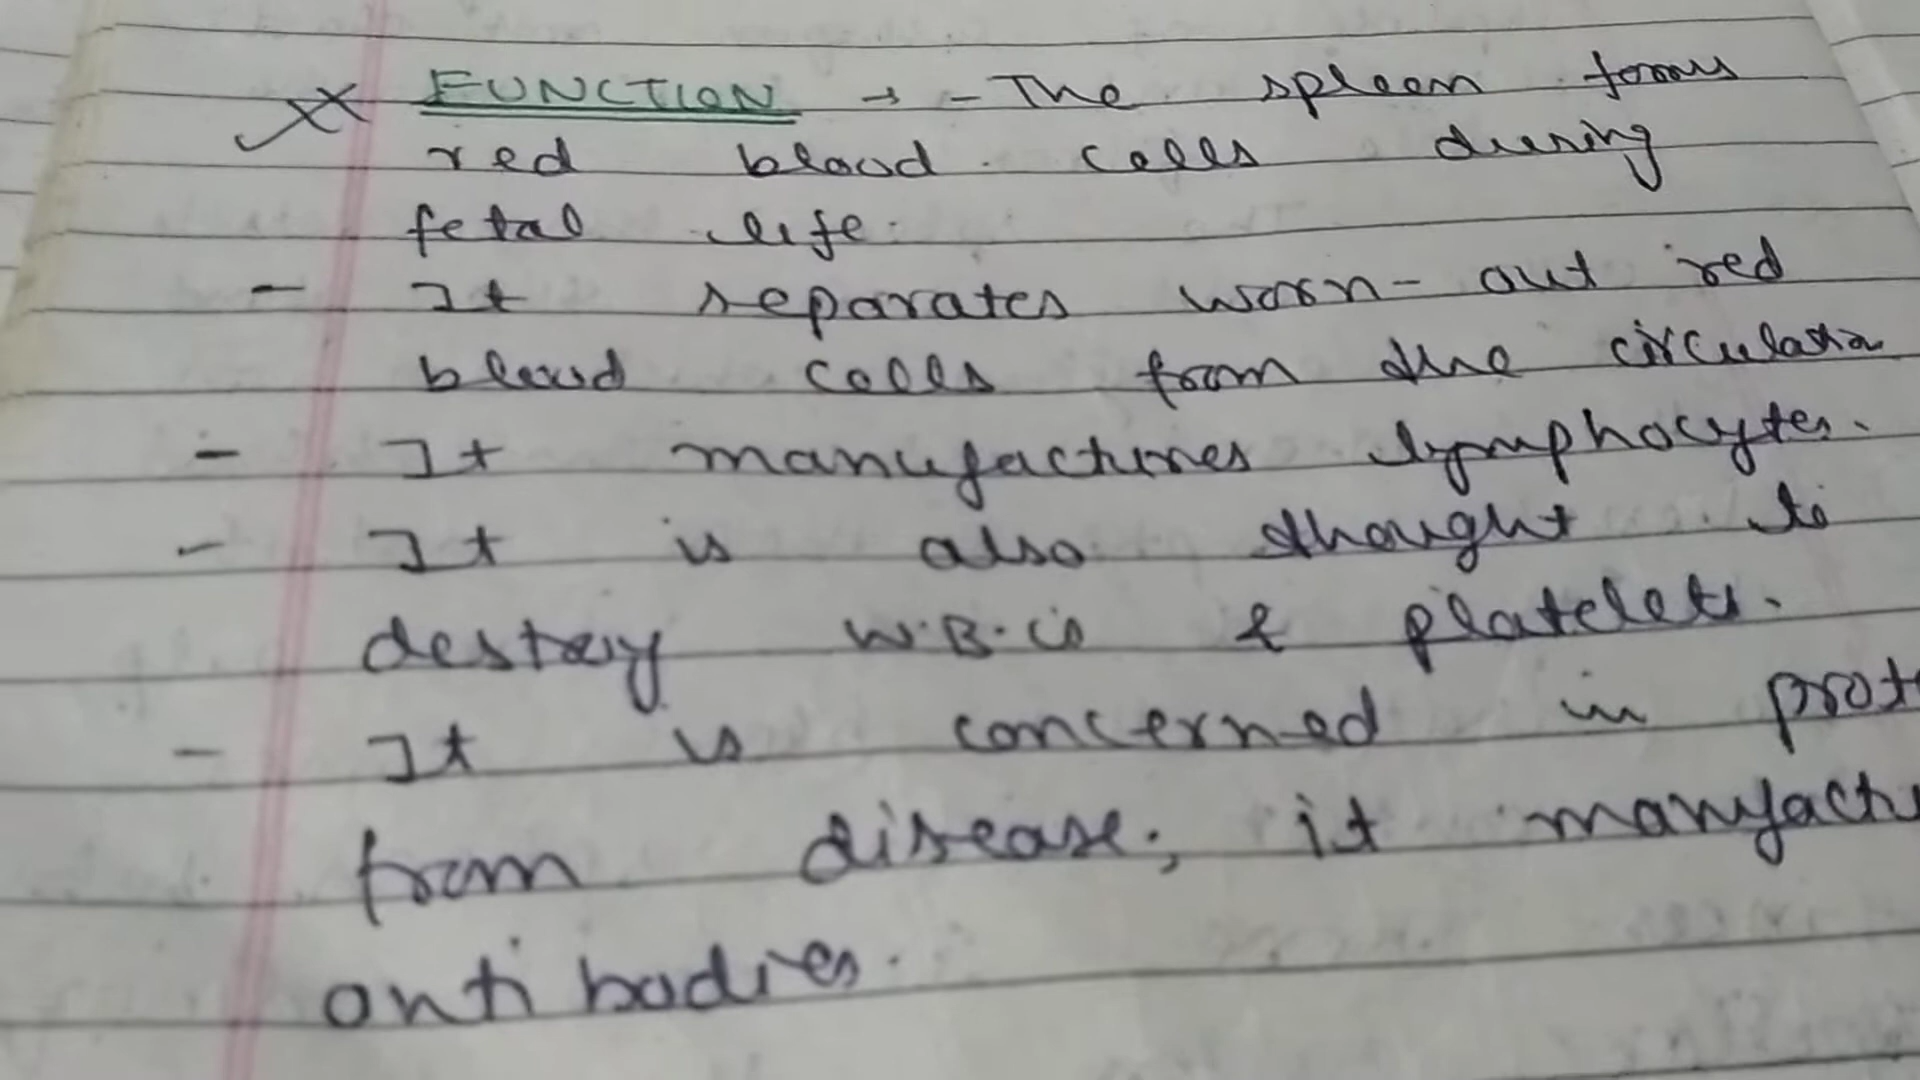 FUNCTION → - The spleen forms
red blood cells during
fetal life.
- It separates worn-out red
blood cells from the circulation
- It manufactures lymphocytes.
- It is also thought to
destroy W.B.Cs & platelets.
- It is concerned in prot
from disease; it manufactu
anti bodies.